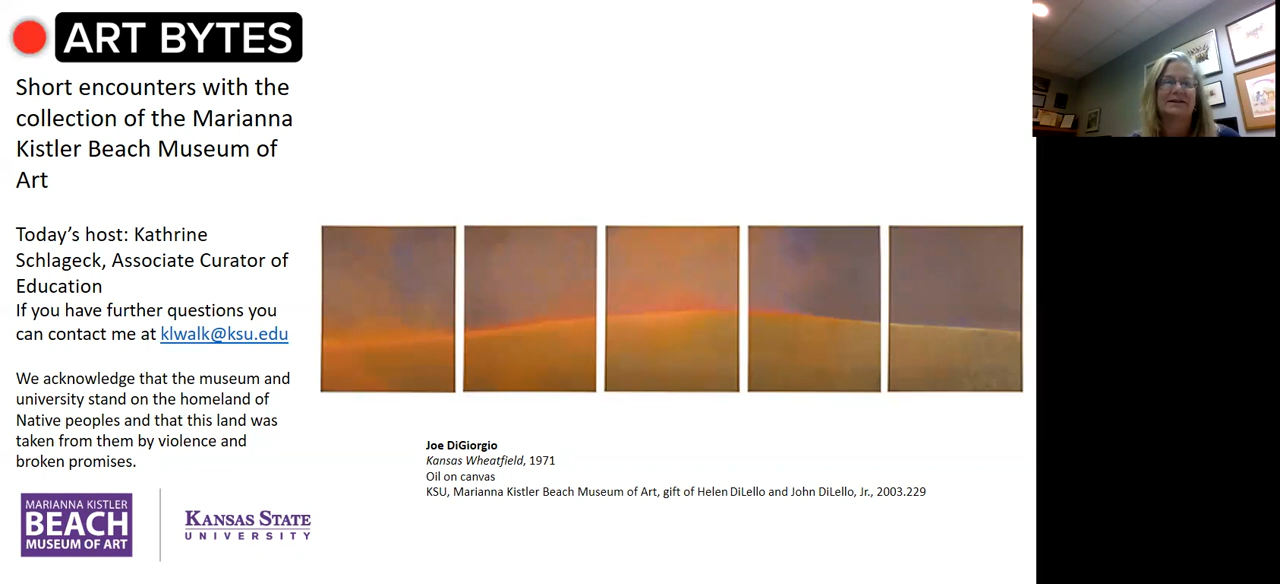 ART BYTES
Short encounters with the
collection of the Marianna
Kistler Beach Museum of
Art
Today's host: Kathrine
Schlageck, Associate Curator of
Education
If you have further questions you
can contact me at klwalk@ksu.edu
We acknowledge that the museum and
university stand on the homeland of
Native peoples and that this land was
taken from them by violence and
broken promises.
MARIANNA KISTLER
BEACH
MUSEUM OF ART
KANSAS STATE
UNIVERSITY
Joe DiGiorgio
Kansas Wheatfield, 1971
Oil on canvas
KSU, Marianna Kistler Beach Museum of Art, gift of Helen DiLello and John DiLello, Jr., 2003.229